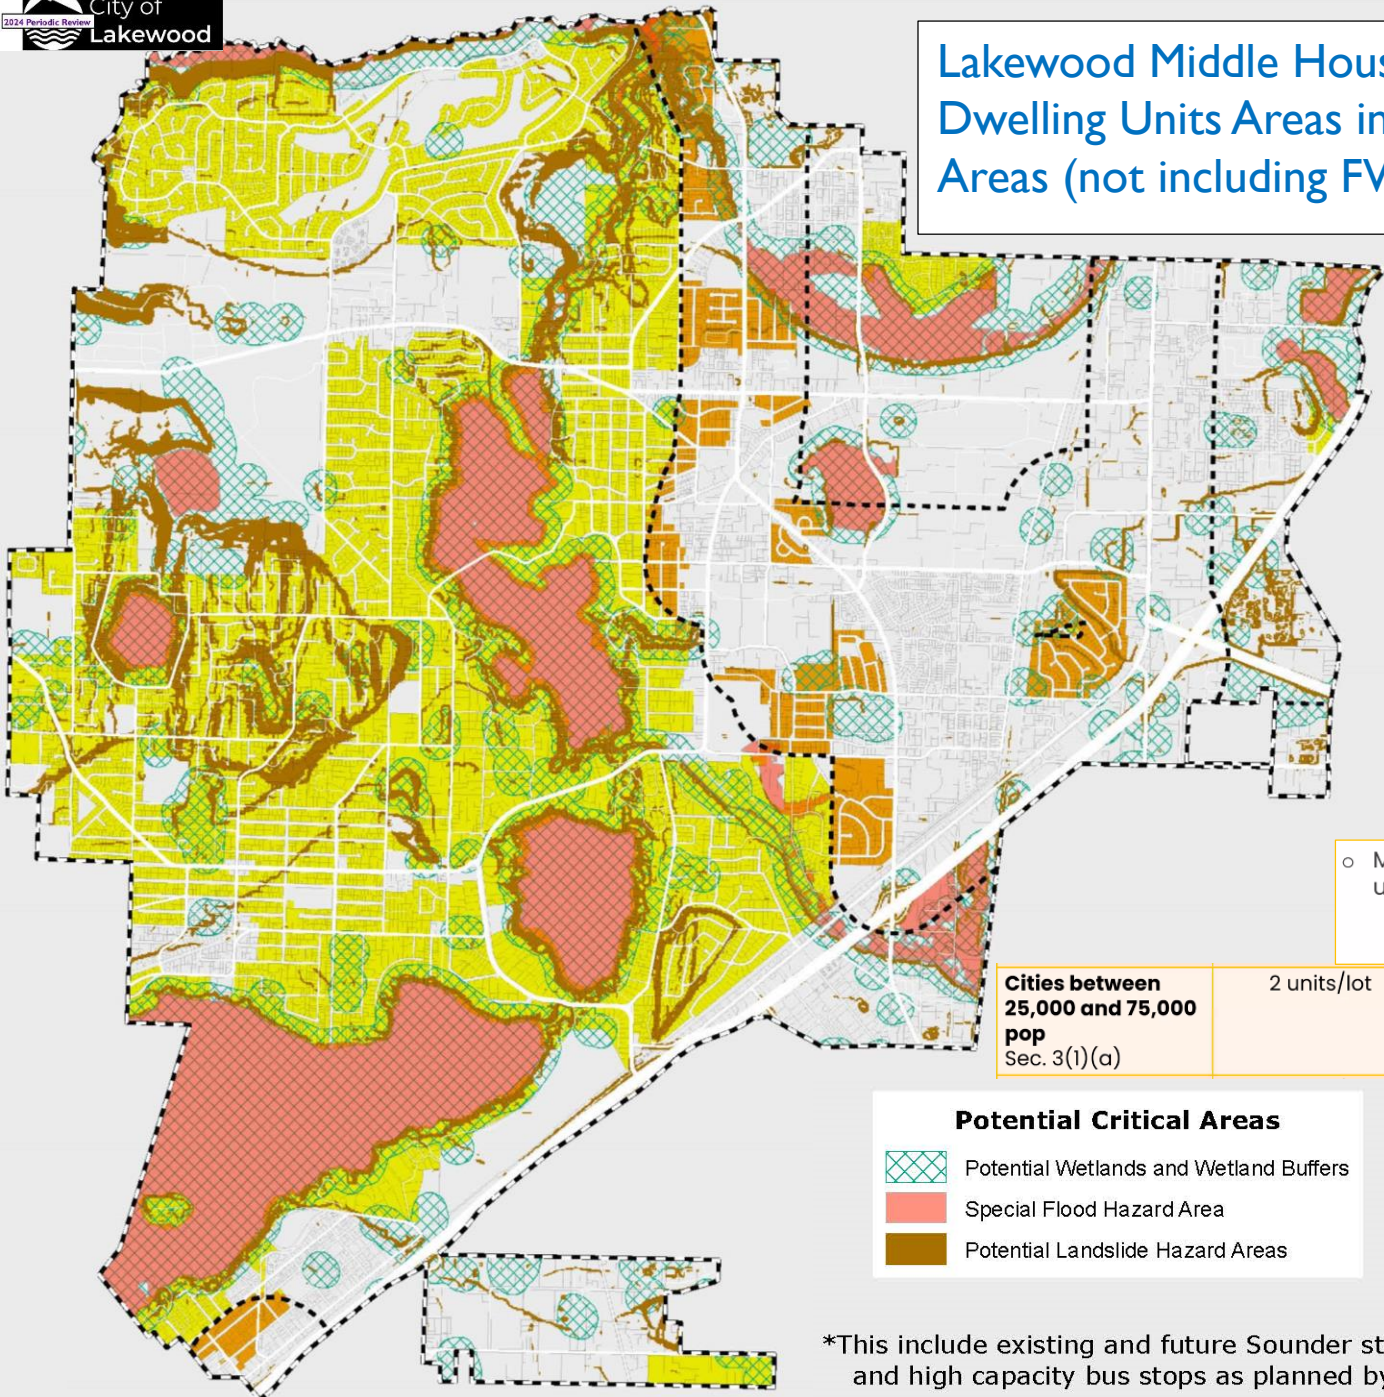 City of
2024 Periodic Review
Lakewood
Lakewood Middle Hous
Dwelling Units Areas in
Areas (not including FW
○ M
u
Cities between 2 units/lot
25,000 and 75,000
pop
Sec. 3(1)(a)
Potential Critical Areas
Potential Wetlands and Wetland Buffers
Special Flood Hazard Area
Potential Landslide Hazard Areas
*This include existing and future Sounder st
and high capacity bus stops as planned by